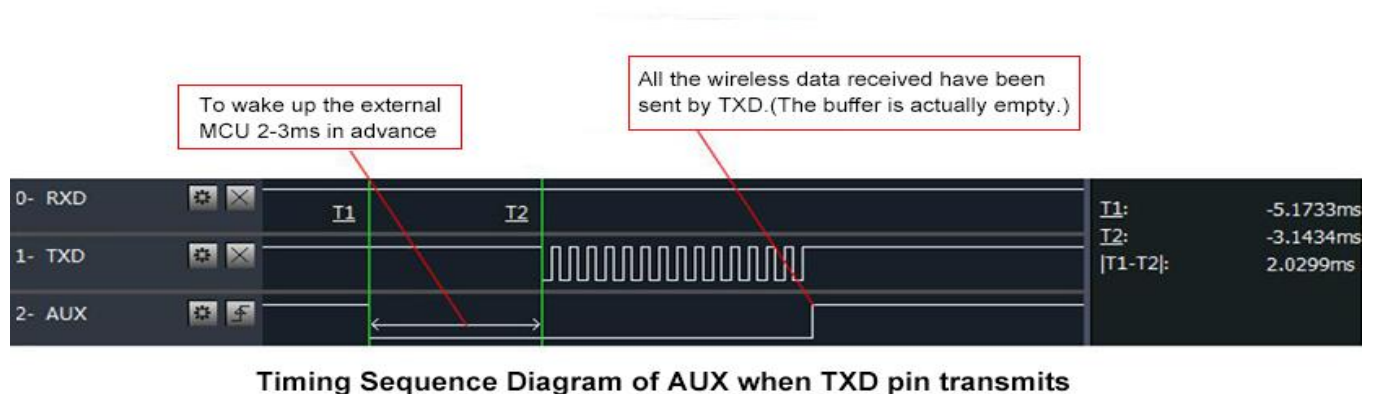 All the wireless data received have been
sent by TXD.(The buffer is actually empty.)
To wake up the external
MCU 2-3ms in advance
0- RXD
T1
T2
T1: -5.1733ms
T2: -3.1434ms
1- TXD
|T1-T2|: 2.0299ms
2- AUX
Timing Sequence Diagram of AUX when TXD pin transmits